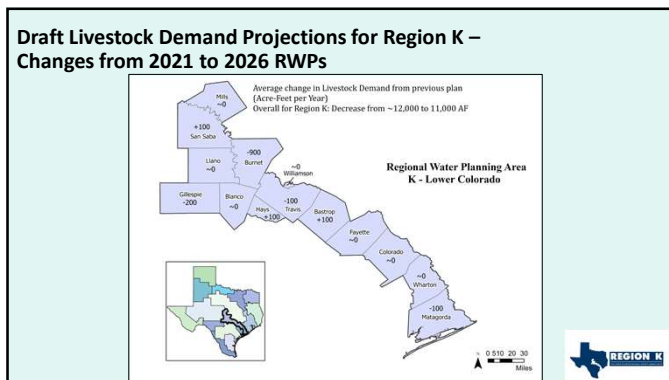 Draft Livestock Demand Projections for Region K –
Changes from 2021 to 2026 RWPs
Average change in Livestock Demand from previous plan
(Acre-Feet per Year)
Overall for Region K: Decrease from ~12,000 to 11,000 AF
Mills
~0
+100
San Saba
Llano
~0
-900
Burnet
~0
Williamson
Regional Water Planning Area
K - Lower Colorado
Gillespie
-200
Blanco
~0
Hays
+100
-100
Travis
Bastrop
+100
Fayette
~0
Colorado
~0
~0
Wharton
-100
Matagorda
N
0 5 10 20 30
Miles
REGION K